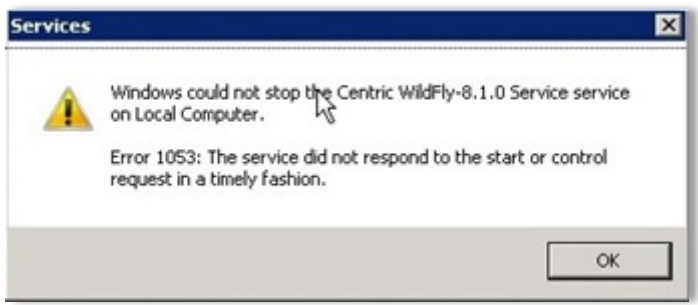 Services
Windows could not stop the Centric WildFly-8.1.0 Service service
on Local Computer.
Error 1053: The service did not respond to the start or control
request in a timely fashion.
OK